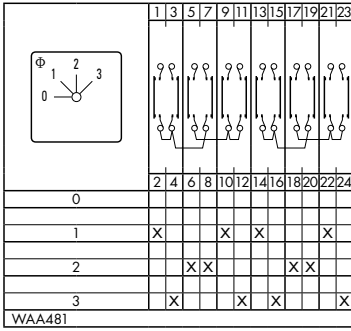 1 3 5 7 9 11 13 15 17 19 21 23
Φ
2
1 3
0
2 4 6 8 10 12 14 16 18 20 22 24
0
1 X X X X
2 X X X X
3 X X X X
WAA481